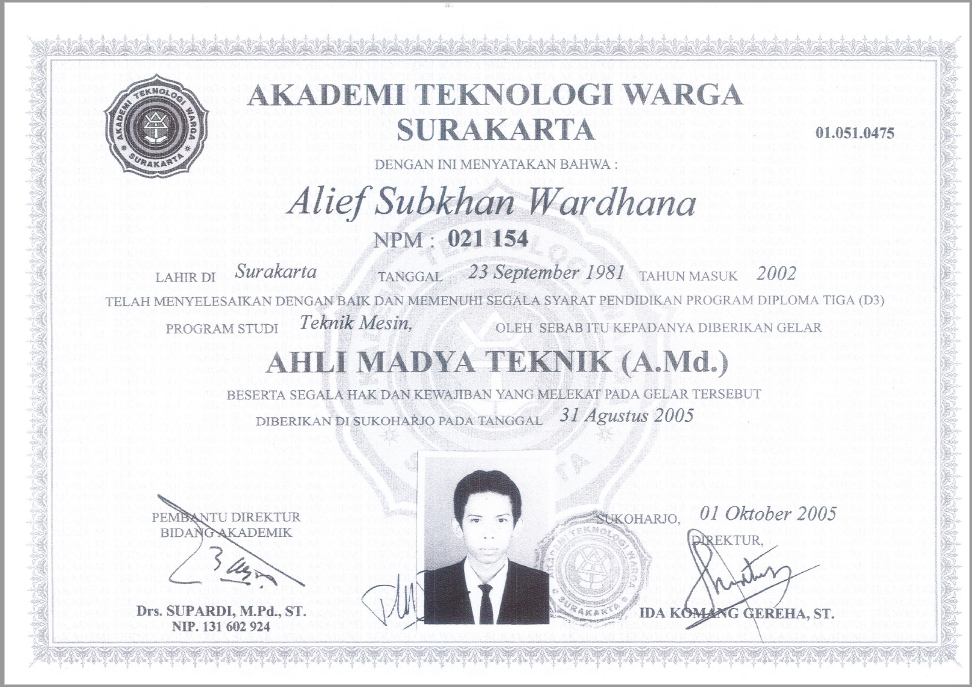 AKADEMI TEKNOLOGI WARGA
SURAKARTA
01.051.0475
AKADEMI TEKNOLOGI WARGA
SURAKARTA
DENGAN INI MENYATAKAN BAHWA :
Alief Subkhan Wardhana
NPM : 021 154
LAHIR DI Surakarta TANGGAL 23 September 1981 TAHUN MASUK 2002
TELAH MENYELESAIKAN DENGAN BAIK DAN MEMENUHI SEGALA SYARAT PENDIDIKAN PROGRAM DIPLOMA TIGA (D3)
PROGRAM STUDI Teknik Mesin, OLEH SEBAB ITU KEPADANYA DIBERIKAN GELAR
AHLI MADYA TEKNIK (A.Md.)
BESERTA SEGALA HAK DAN KEWAJIBAN YANG MELEKAT PADA GELAR TERSEBUT
DIBERIKAN DI SUKOHARJO PADA TANGGAL 31 Agustus 2005
PEMBANTU DIREKTUR
BIDANG AKADEMIK
Drs. SUPARDI, M.Pd., ST.
NIP. 131 602 924
SUKOHARJO, 01 Oktober 2005
DIREKTUR,
IDA KOMANG GEREHA, ST.
AKADEMI TEKNOLOGI WARGA
SURAKARTA